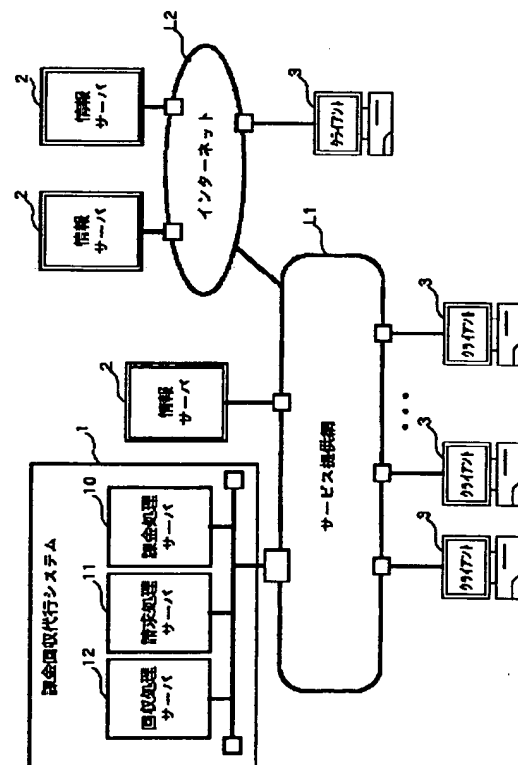 1
課金回収代行システム
12
回収処理
サーバ
11
請求処理
サーバ
10
課金処理
サーバ
2
情報
サーバ
2
情報
サーバ
2
情報
サーバ
L2
インターネット
3
クライアント
L1
サービス提供網
3
クライアント
3
クライアント
•••
3
クライアント